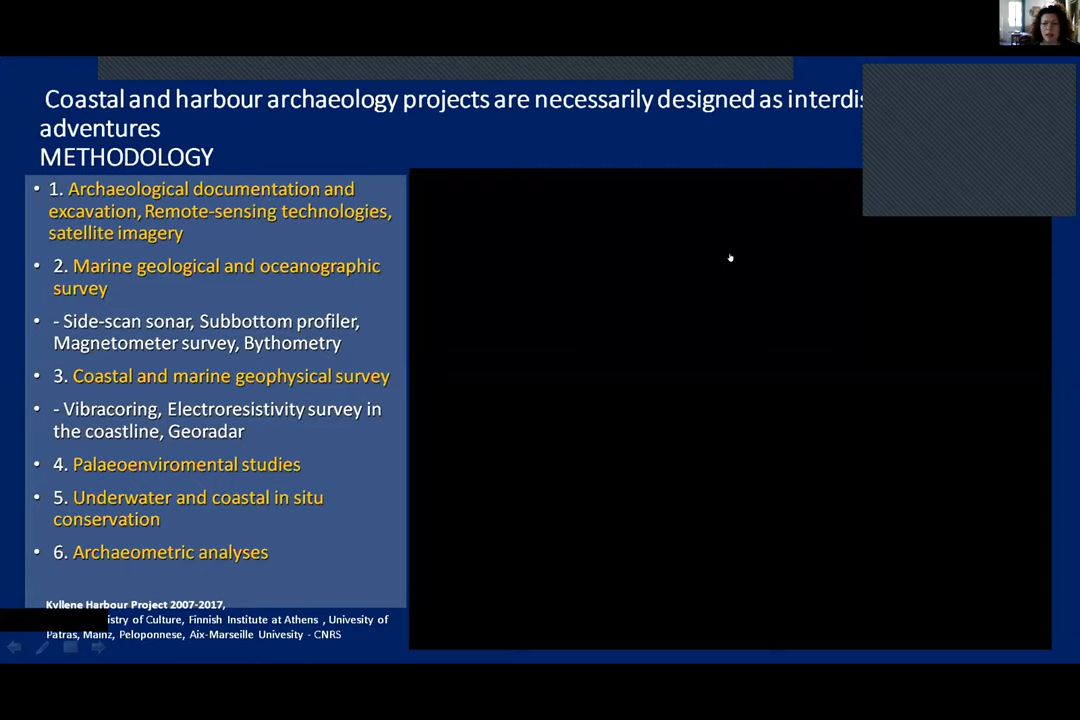 Coastal and harbour archaeology projects are necessarily designed as
adventures
METHODOLOGY
• 1. Archaeological documentation and
excavation, Remote-sensing technologies,
satellite imagery
• 2. Marine geological and oceanographic
survey
• - Side-scan sonar, Subbottom profiler,
Magnetometer survey, Bythometry
• 3. Coastal and marine geophysical survey
• - Vibracoring, Electroresistivity survey in
the coastline, Georadar
• 4. Palaeoenviromental studies
• 5. Underwater and coastal in situ
conservation
• 6. Archaeometric analyses
Kyllene Harbour Project 2007-2017,
Culture, Finnish Institute at Athens , Univesity of
Patras, Mainz, Peloponnese, Aix-Marseille Univesity - CNRS